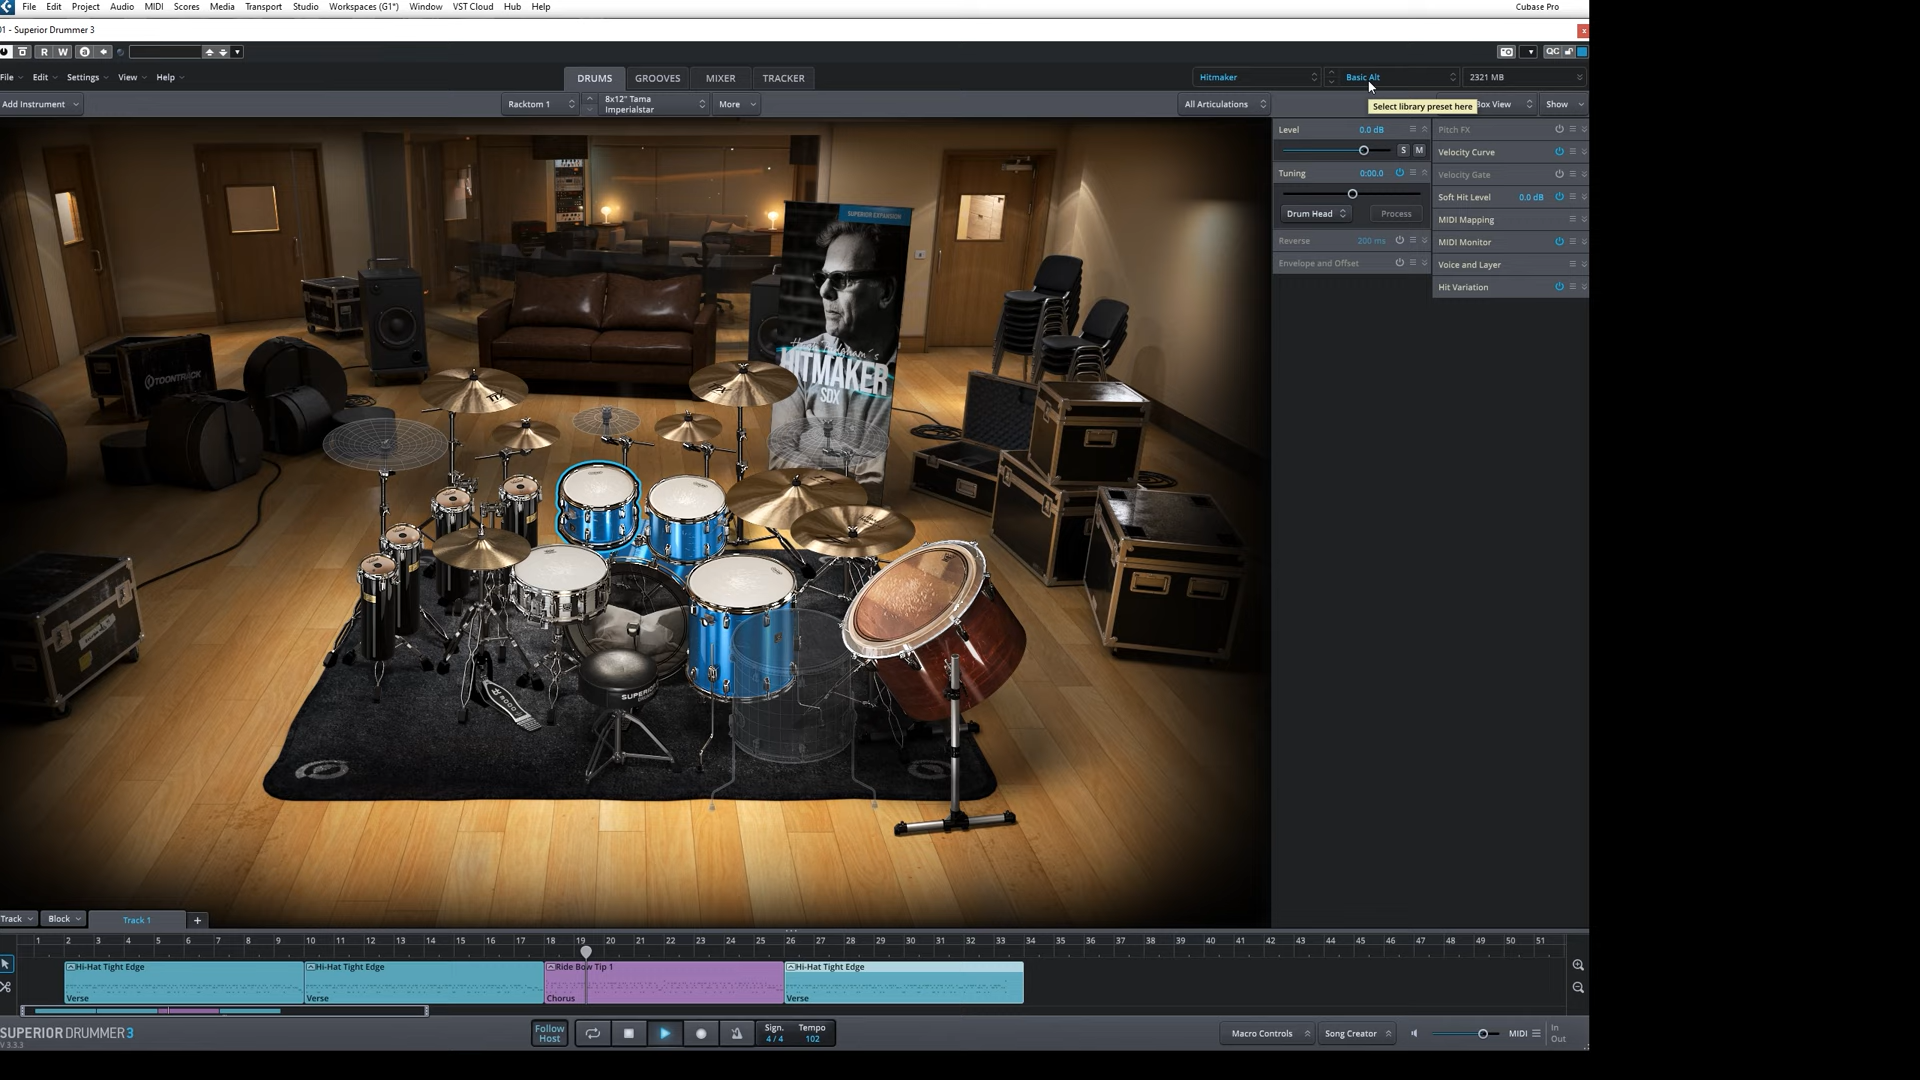 File Edit Project Audio MIDI Scores Media Transport Studio Workspaces (G1*) Window VST Cloud Hub Help Cubase Pro
01 - Superior Drummer 3
R W QC
File Edit Settings View Help DRUMS GROOVES MIXER TRACKER Hitmaker Basic Alt 2321 MB
Add Instrument Racktom 1 8x12" Tama Imperialstar More All Articulations Box View Show
Select library preset here
Level 0.0 dB
S M
Tuning 0:00.0
Drum Head Process
Reverse 200 ms
Envelope and Offset
Pitch FX
Velocity Curve
Velocity Gate
Soft Hit Level 0.0 dB
MIDI Mapping
MIDI Monitor
Voice and Layer
Hit Variation
SUPERIOR EXPANSION
HITMAKER
SDX
TOONTRACK
SUPERIOR
Track Block Track 1 +
1 2 3 4 5 6 7 8 9 10 11 12 13 14 15 16 17 18 19 20 21 22 23 24 25 26 27 28 29 30 31 32 33 34 35 36 37 38 39 40 41 42 43 44 45 46 47 48 49 50 51
Hi-Hat Tight Edge Hi-Hat Tight Edge Ride Bow Tip 1 Hi-Hat Tight Edge
Verse Verse Chorus Verse
SUPERIOR DRUMMER 3
V 3.3.3
Follow Host
Sign. 4 / 4
Tempo 102
Macro Controls Song Creator MIDI In Out